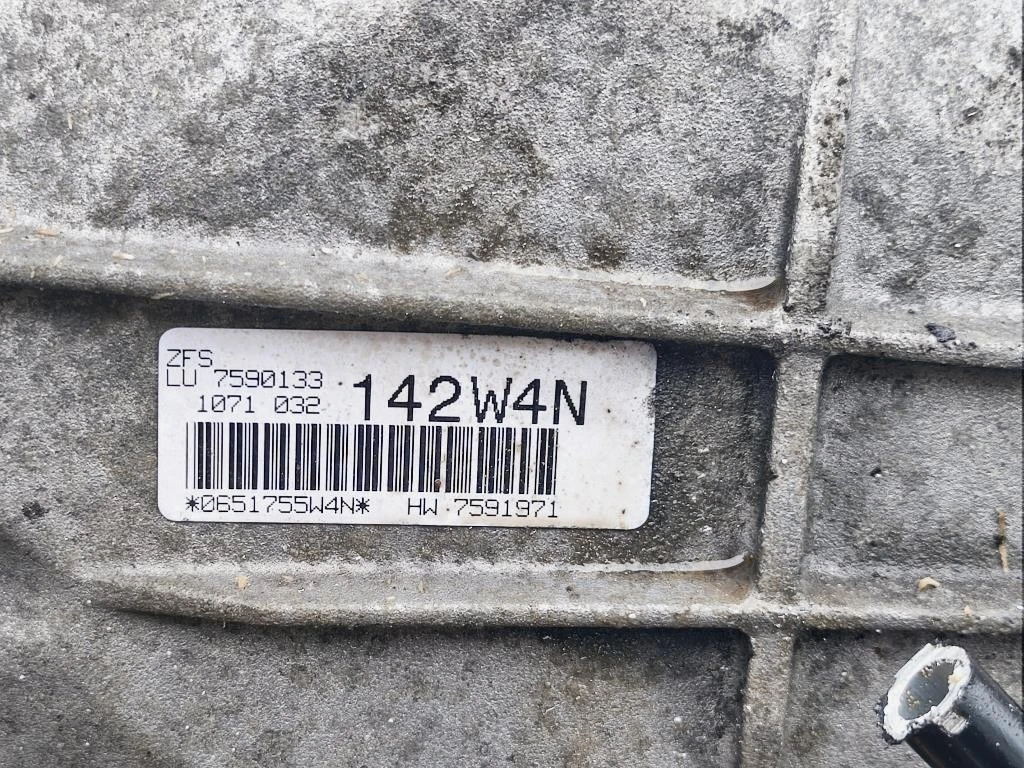 ZFS
LU 7590133
1071 032 142W4N
*0651755W4N* HW 7591971